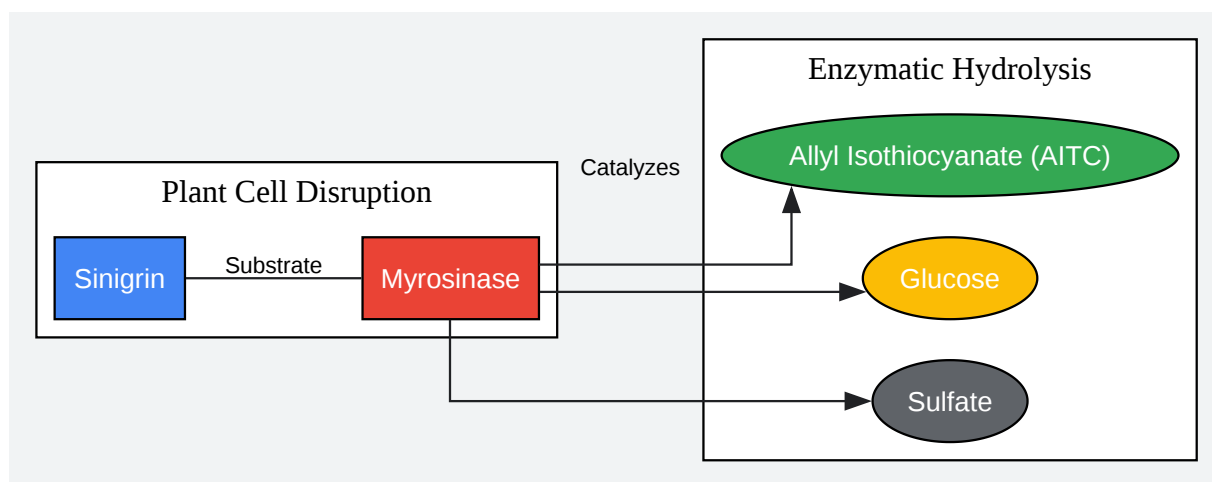 Plant Cell Disruption
Sinigrin
Substrate
Myrosinase
Catalyzes
Enzymatic Hydrolysis
Allyl Isothiocyanate (AITC)
Glucose
Sulfate